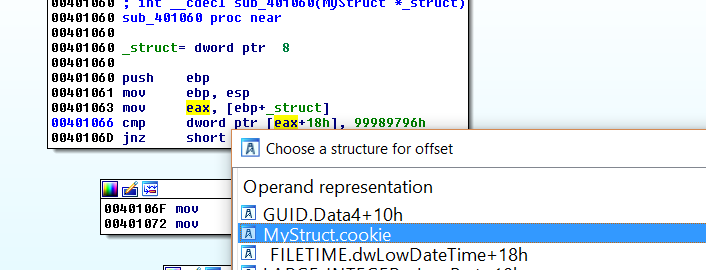 00401060 ; int __cdecl sub_401060(MyStruct *_struct)
00401060 sub_401060 proc near
00401060
00401060 _struct= dword ptr  8
00401060
00401060 push    ebp
00401061 mov     ebp, esp
00401063 mov     eax, [ebp+_struct]
00401066 cmp     dword ptr [eax+18h], 99989796h
0040106D jnz     short
Choose a structure for offset
Operand representation
GUID.Data4+10h
MyStruct.cookie
_FILETIME.dwLowDateTime+18h
0040106F mov
00401072 mov